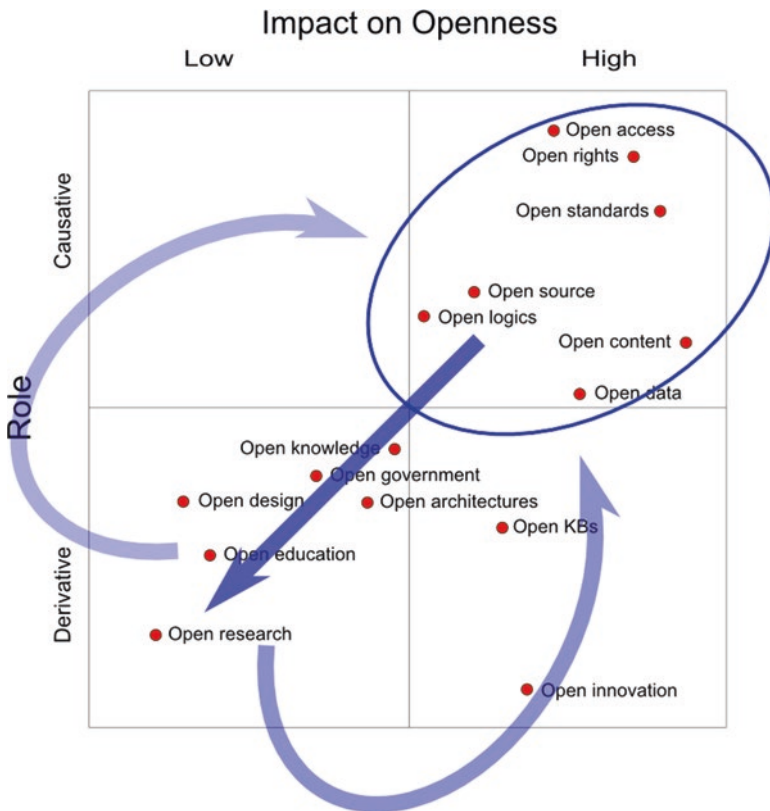 Impact on Openness
Low
High
Role
Causative
Derivative
Open access
Open rights
Open standards
Open source
Open logics
Open content
Open data
Open knowledge
Open government
Open design
Open architectures
Open KBs
Open education
Open research
Open innovation